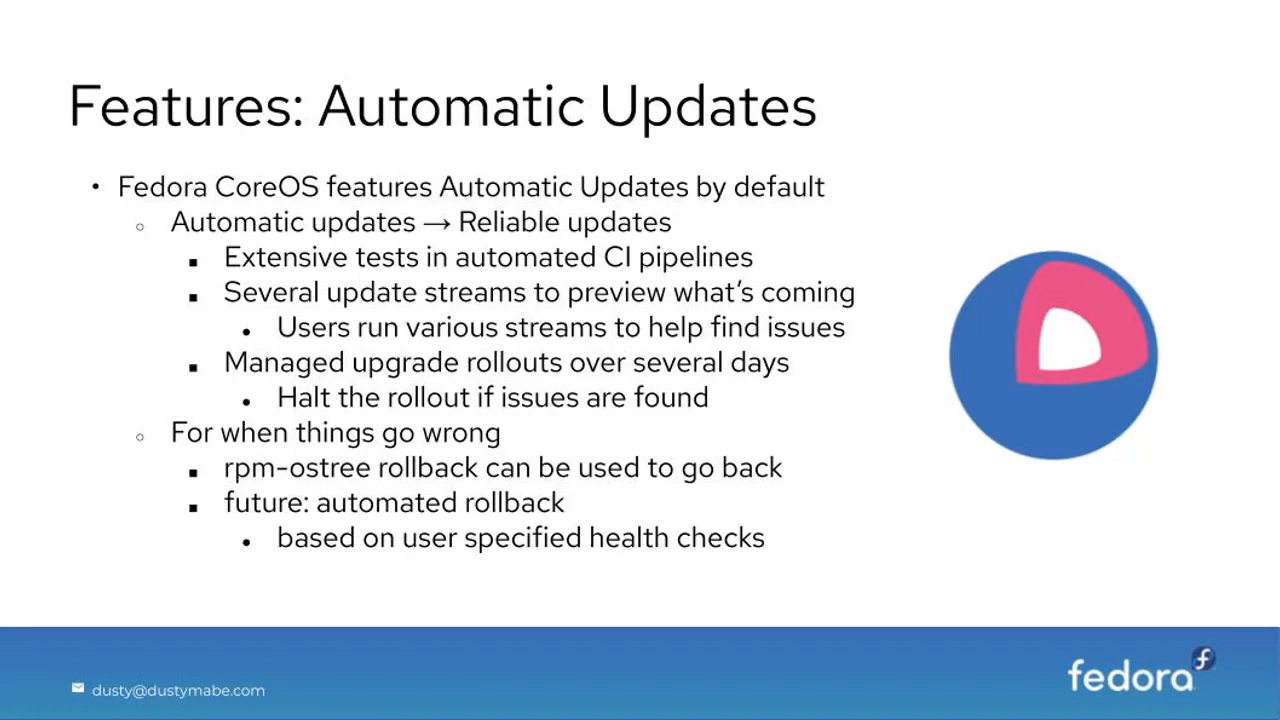 Features: Automatic Updates
• Fedora CoreOS features Automatic Updates by default
○ Automatic updates → Reliable updates
■ Extensive tests in automated CI pipelines
■ Several update streams to preview what’s coming
● Users run various streams to help find issues
■ Managed upgrade rollouts over several days
● Halt the rollout if issues are found
○ For when things go wrong
■ rpm-ostree rollback can be used to go back
■ future: automated rollback
● based on user specified health checks
dusty@dustymabe.com
fedora